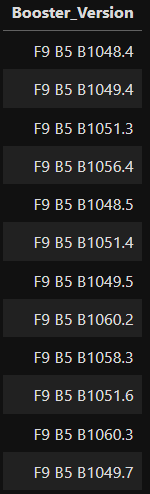 Booster_Version
F9 B5 B1048.4
F9 B5 B1049.4
F9 B5 B1051.3
F9 B5 B1056.4
F9 B5 B1048.5
F9 B5 B1051.4
F9 B5 B1049.5
F9 B5 B1060.2
F9 B5 B1058.3
F9 B5 B1051.6
F9 B5 B1060.3
F9 B5 B1049.7